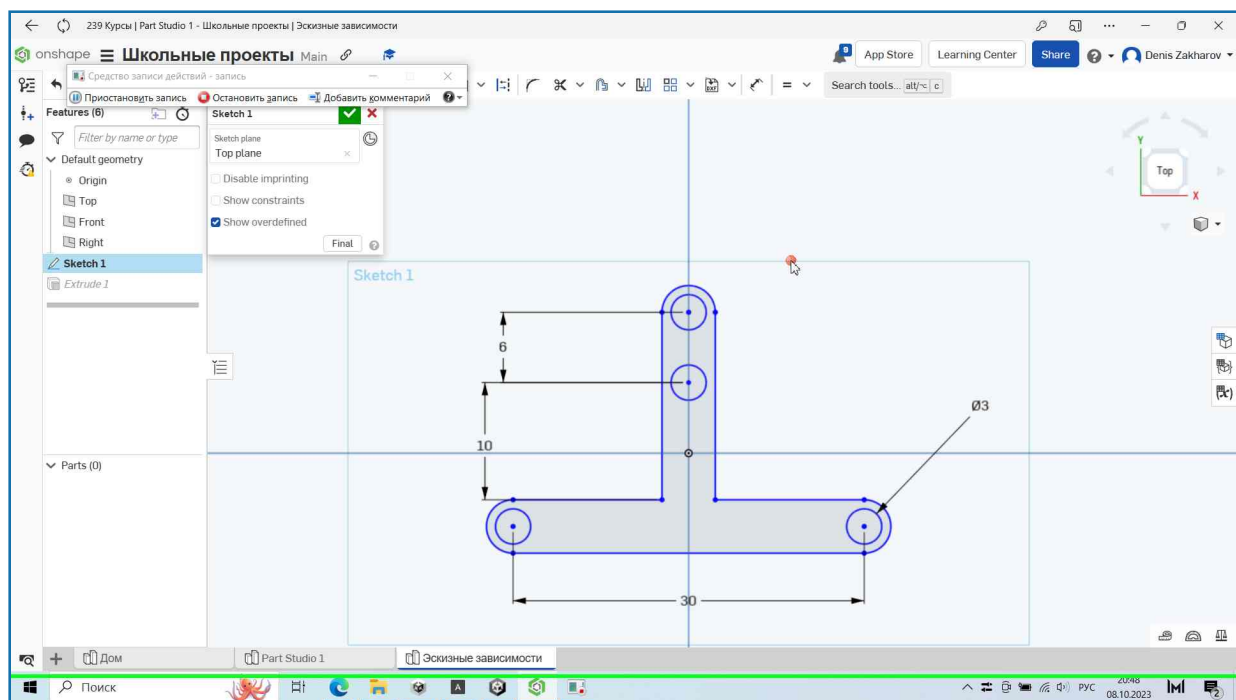 239 Курсы | Part Studio 1 - Школьные проекты | Эскизные зависимости
onshape Школьные проекты Main
9
App Store
Learning Center
Share
Denis Zakharov
Средство записи действий - запись
Приостановить запись Остановить запись Добавить комментарий
Search tools... alt/⌥ c
Features (6)
Filter by name or type
Default geometry
Origin
Top
Front
Right
Sketch 1
Extrude 1
Parts (0)
Sketch 1
Sketch plane
Top plane
Disable imprinting
Show constraints
Show overdefined
Final
Y
Top
X
Sketch 1
6
10
Ø3
30
(x)
Дом
Part Studio 1
Эскизные зависимости
Поиск
A
РУС
20:48
08.10.2023
2